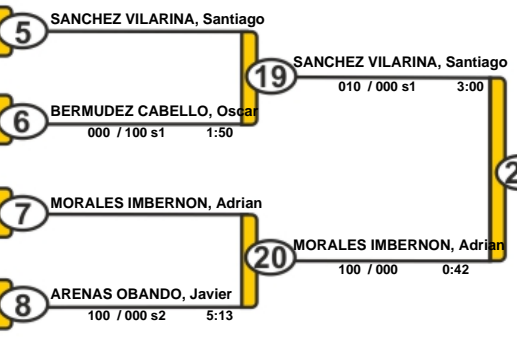 5 SANCHEZ VILARINA, Santiago
19 SANCHEZ VILARINA, Santiago
010 / 000 s1 3:00
6 BERMUDEZ CABELLO, Oscar
000 / 100 s1 1:50
7 MORALES IMBERNON, Adrian
20 MORALES IMBERNON, Adrian
100 / 000 0:42
8 ARENAS OBANDO, Javier
100 / 000 s2 5:13